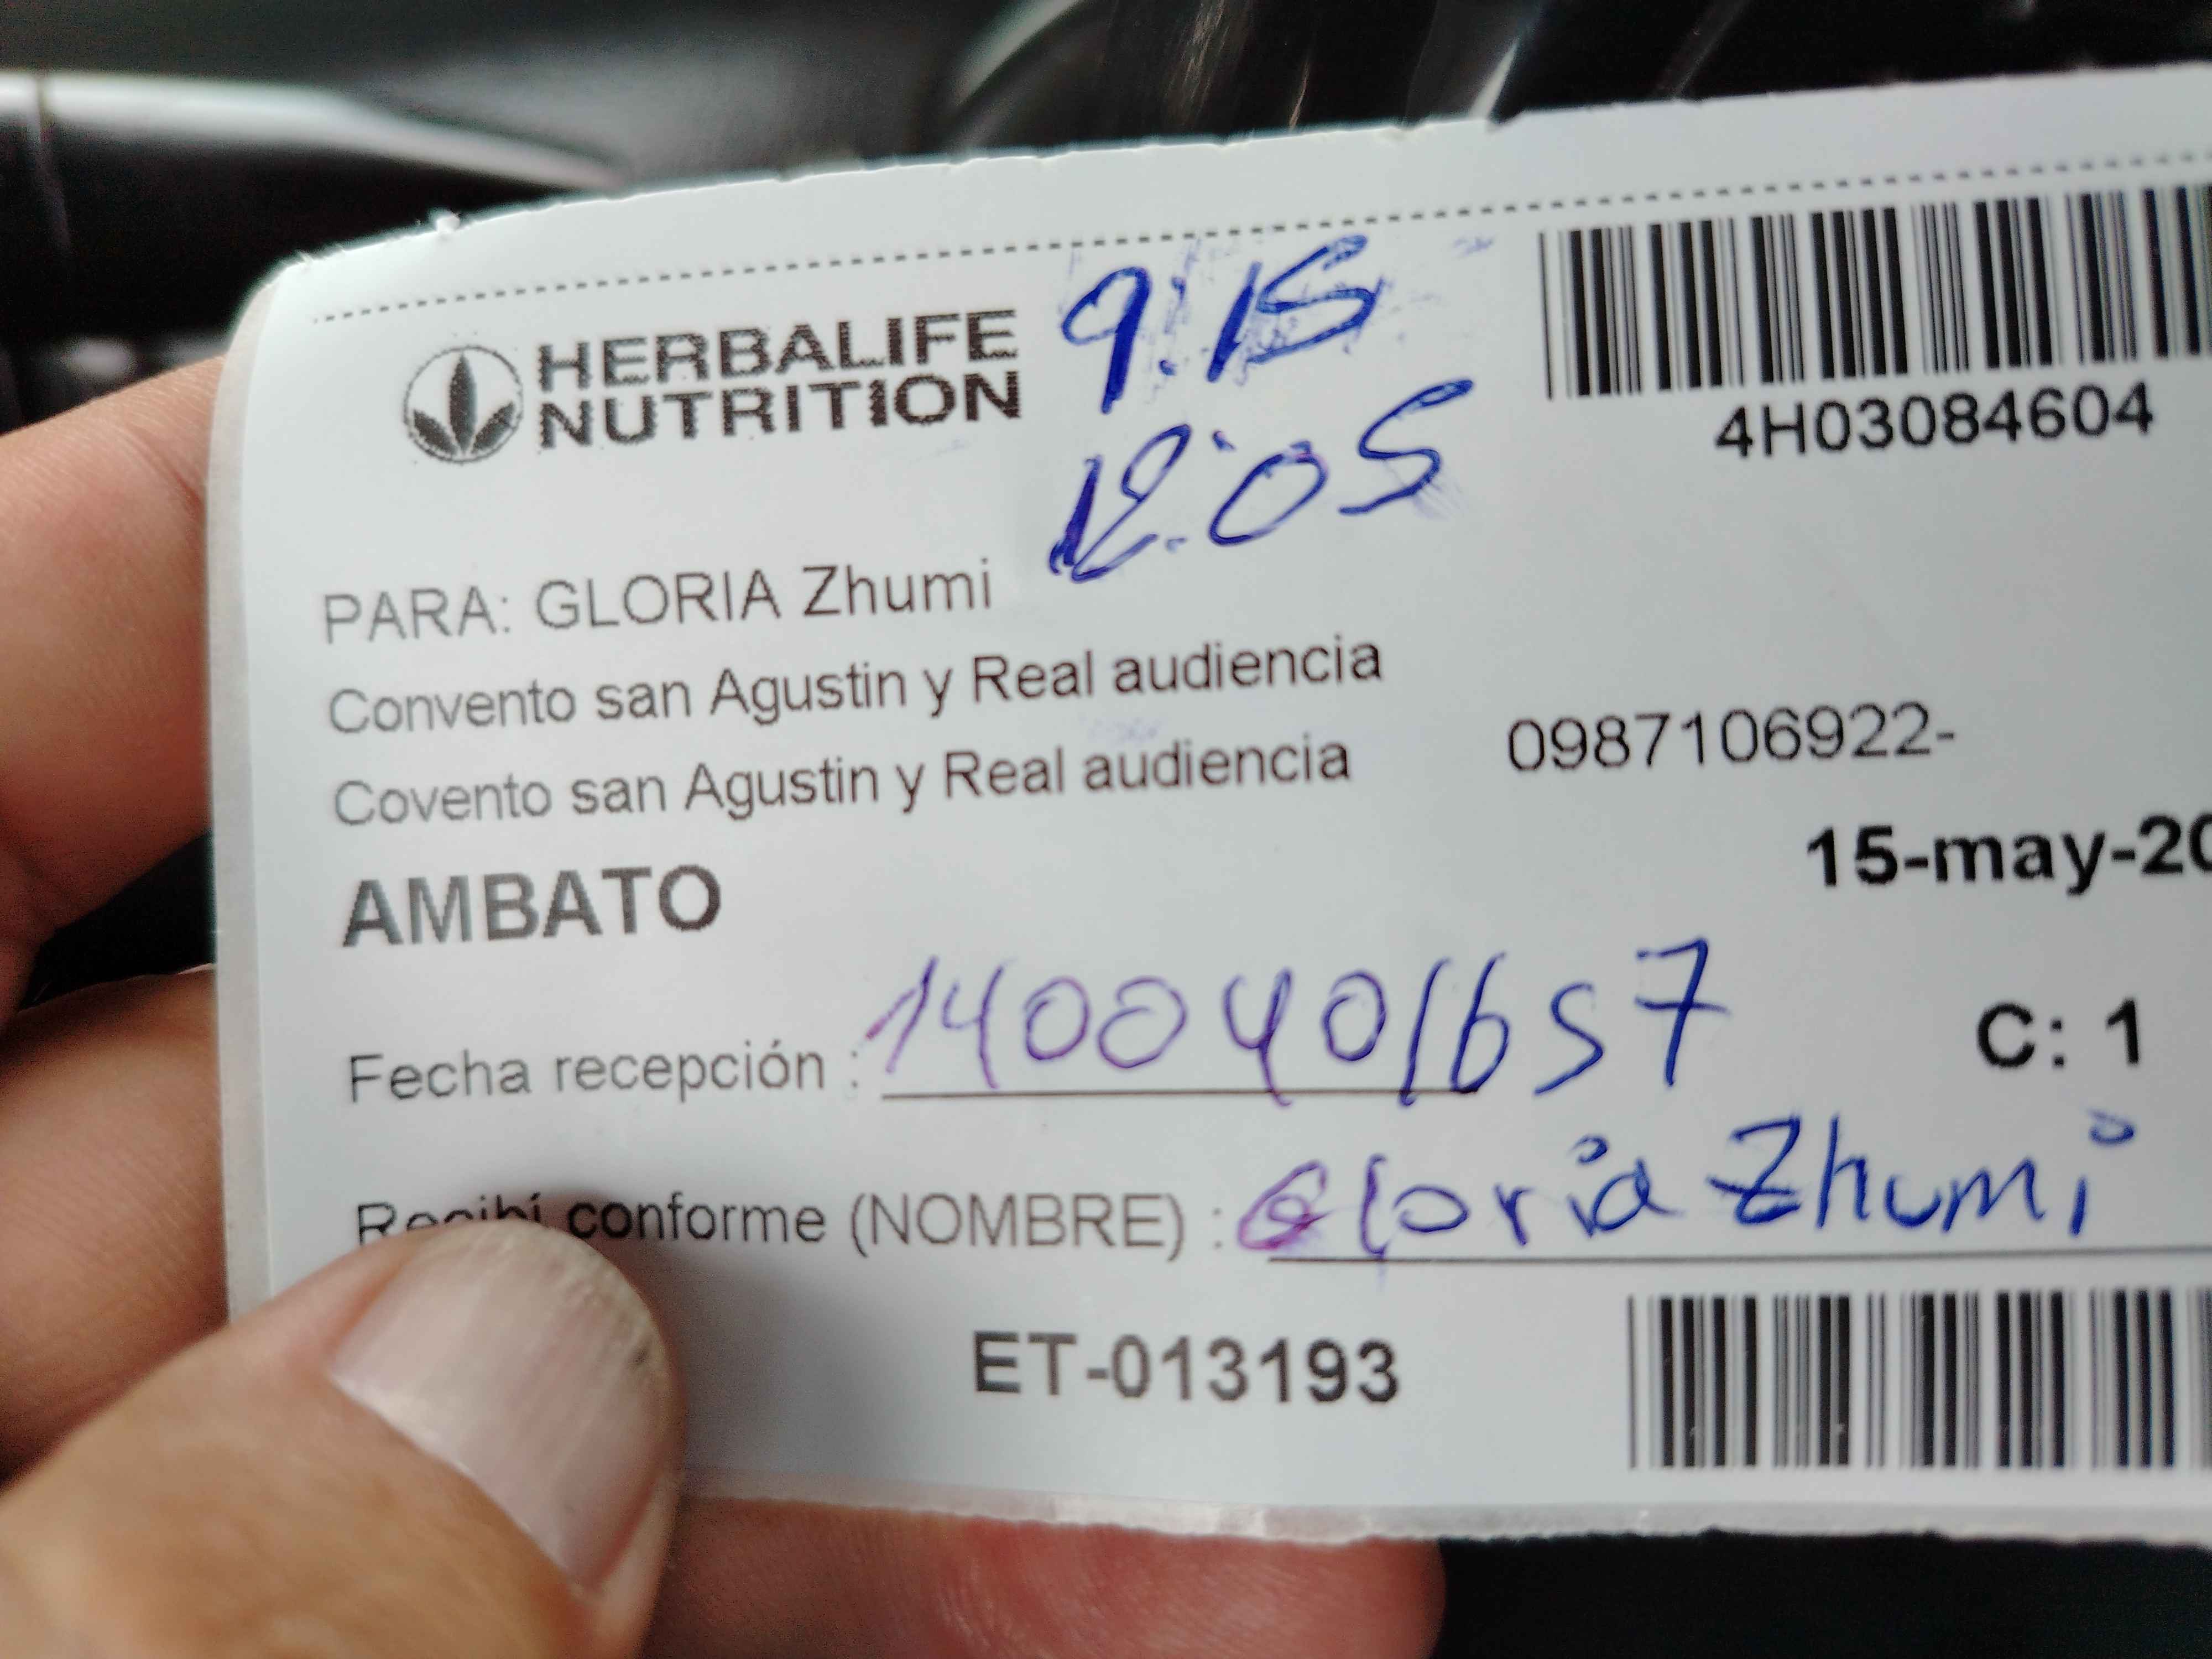 HERBALIFE
NUTRITION
9:15
12:05
4H03084604
PARA: GLORIA Zhumi
Convento san Agustin y Real audiencia
Covento san Agustin y Real audiencia
0987106922-
15-may-20
AMBATO
Fecha recepción : 1400401657
C: 1
Recibí conforme (NOMBRE) : Gloria Zhumi
ET-013193